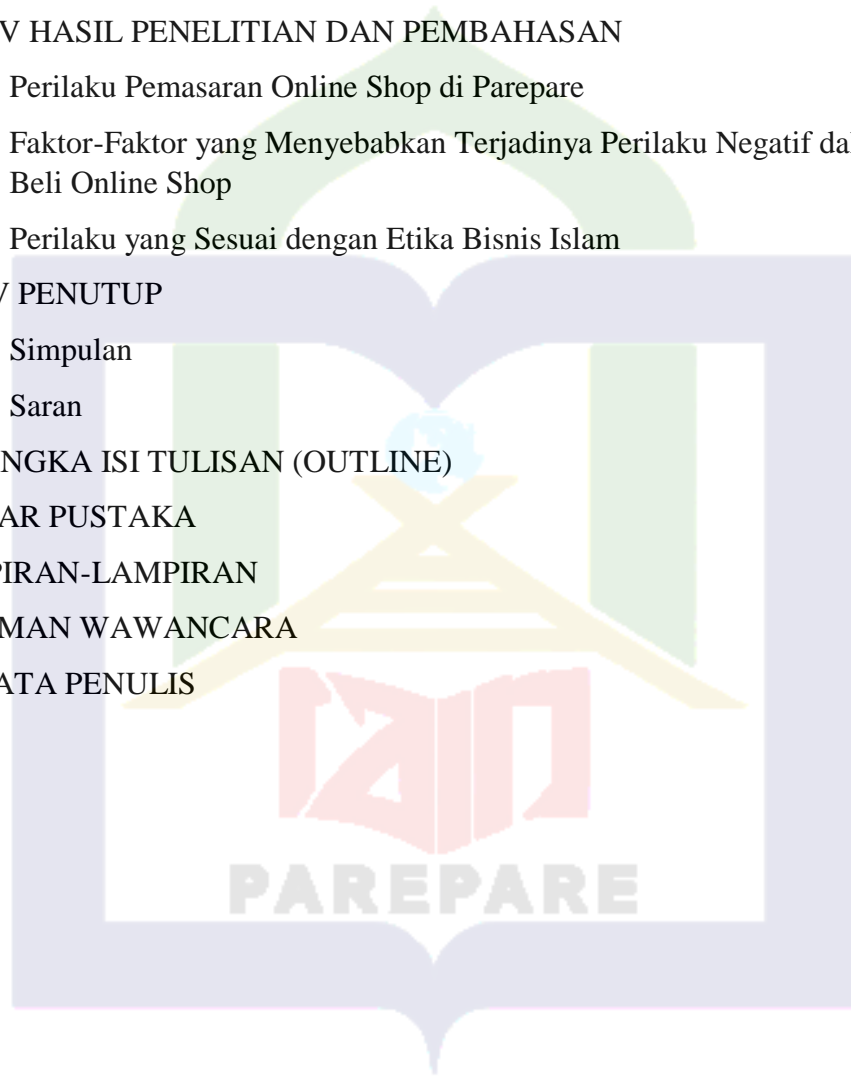 V HASIL PENELITIAN DAN PEMBAHASAN
Perilaku Pemasaran Online Shop di Parepare
Faktor-Faktor yang Menyebabkan Terjadinya Perilaku Negatif da
Beli Online Shop
Perilaku yang Sesuai dengan Etika Bisnis Islam
V PENUTUP
Simpulan
Saran
NGKA ISI TULISAN (OUTLINE)
AR PUSTAKA
PIRAN-LAMPIRAN
MAN WAWANCARA
ATA PENULIS
PAREPARE